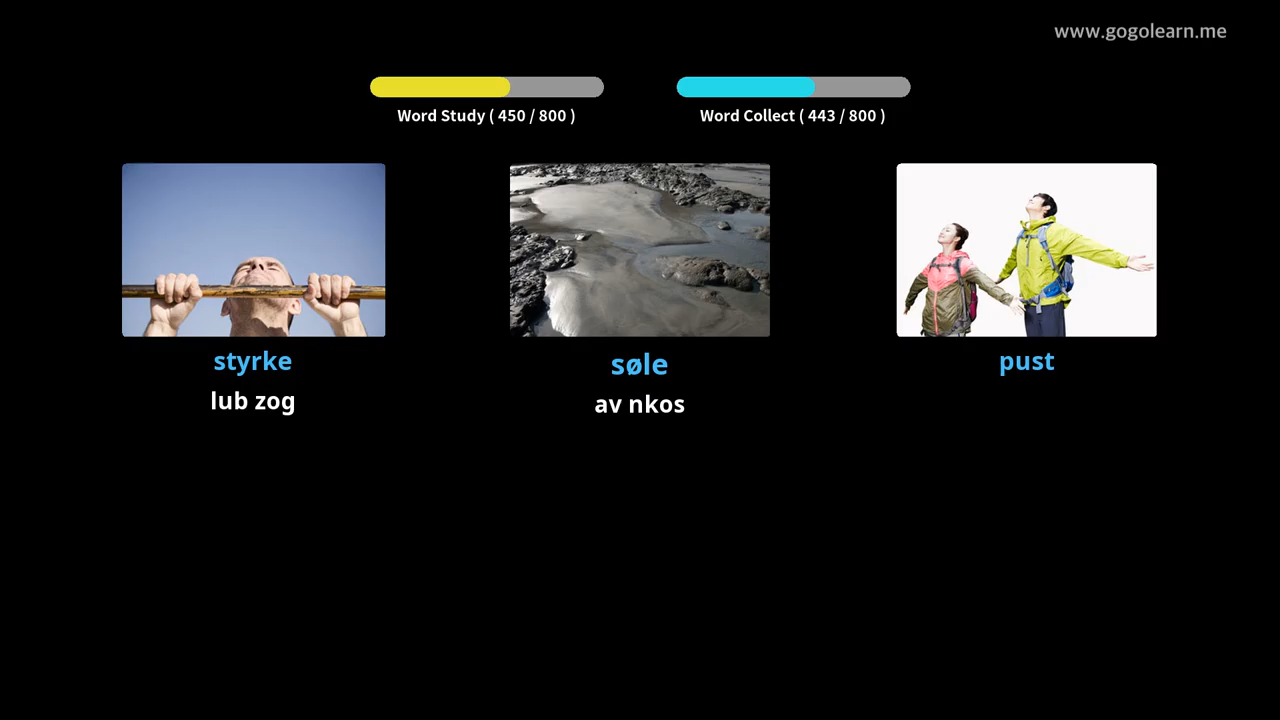 www.gogolearn.me
Word Study ( 450 / 800 )
Word Collect ( 443 / 800 )
styrke
lub zog
søle
av nkos
pust